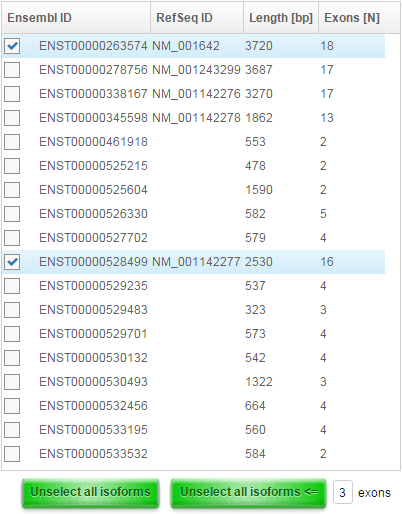 Ensembl ID RefSeq ID Length [bp] Exons [N]
ENST00000263574 NM_001642 3720 18
ENST00000278756 NM_001243299 3687 17
ENST00000338167 NM_001142276 3270 17
ENST00000345598 NM_001142278 1862 13
ENST00000461918 553 2
ENST00000525215 478 2
ENST00000525604 1590 2
ENST00000526330 582 5
ENST00000527702 579 4
ENST00000528499 NM_001142277 2530 16
ENST00000529235 537 4
ENST00000529483 323 3
ENST00000529701 573 4
ENST00000530132 542 4
ENST00000530493 1322 3
ENST00000532456 664 4
ENST00000533195 560 4
ENST00000533532 584 2
Unselect all isoforms Unselect all isoforms <= 3 exons